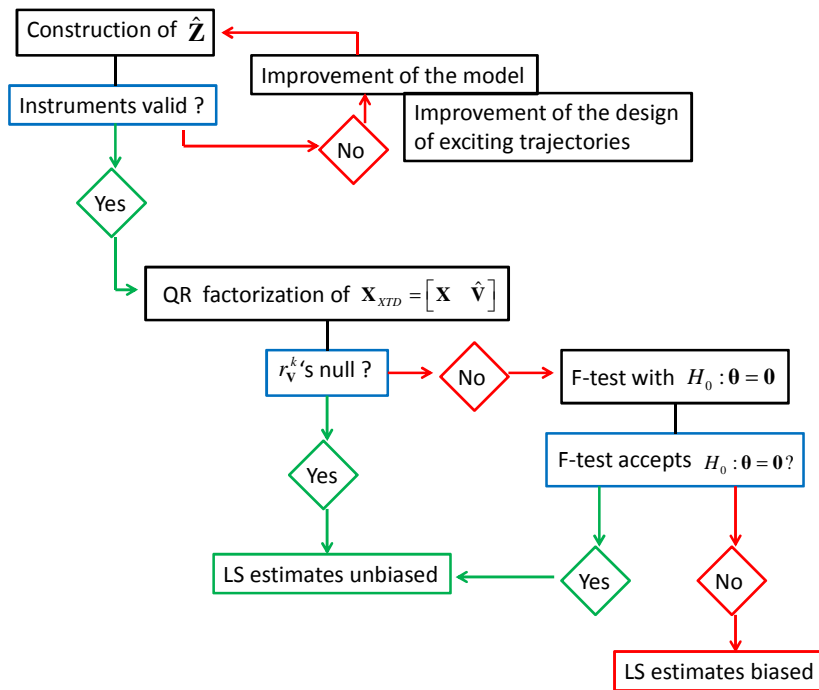 Construction of Ẑ
Improvement of the model
Instruments valid ?
Improvement of the design
of exciting trajectories
No
Yes
QR factorization of X_XTD = [X V̂]
r_V^k 's null ?
No
F-test with H₀ : θ = 0
Yes
F-test accepts H₀ : θ = 0 ?
LS estimates unbiased
Yes
No
LS estimates biased